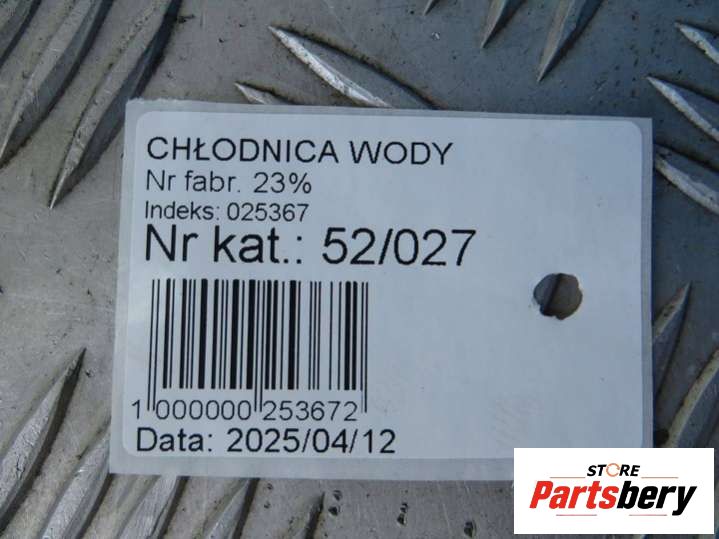 CHŁODNICA WODY
Nr fabr. 23%
Indeks: 025367
Nr kat.: 52/027
1 000000 253672
Data: 2025/04/12
STORE
Partsbery